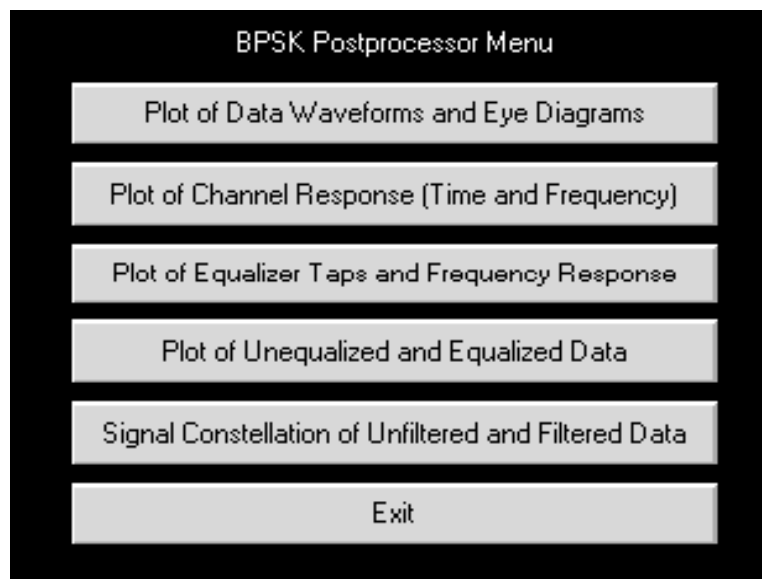 BPSK Postprocessor Menu
Plot of Data Waveforms and Eye Diagrams
Plot of Channel Response (Time and Frequency)
Plot of Equalizer Taps and Frequency Response
Plot of Unequalized and Equalized Data
Signal Constellation of Unfiltered and Filtered Data
Exit